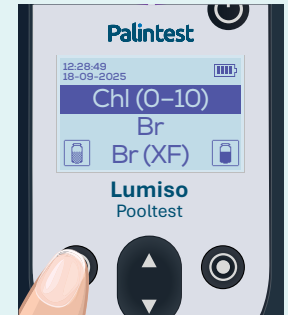 Palintest
12:28:49
18-09-2025
Chl (0–10)
Br
Br (XF)
Lumiso
Pooltest